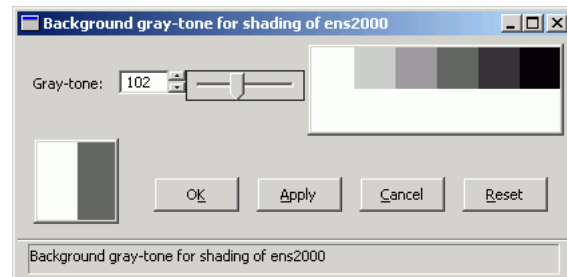 Background gray-tone for shading of ens2000
Gray-tone: 102
OK Apply Cancel Reset
Background gray-tone for shading of ens2000